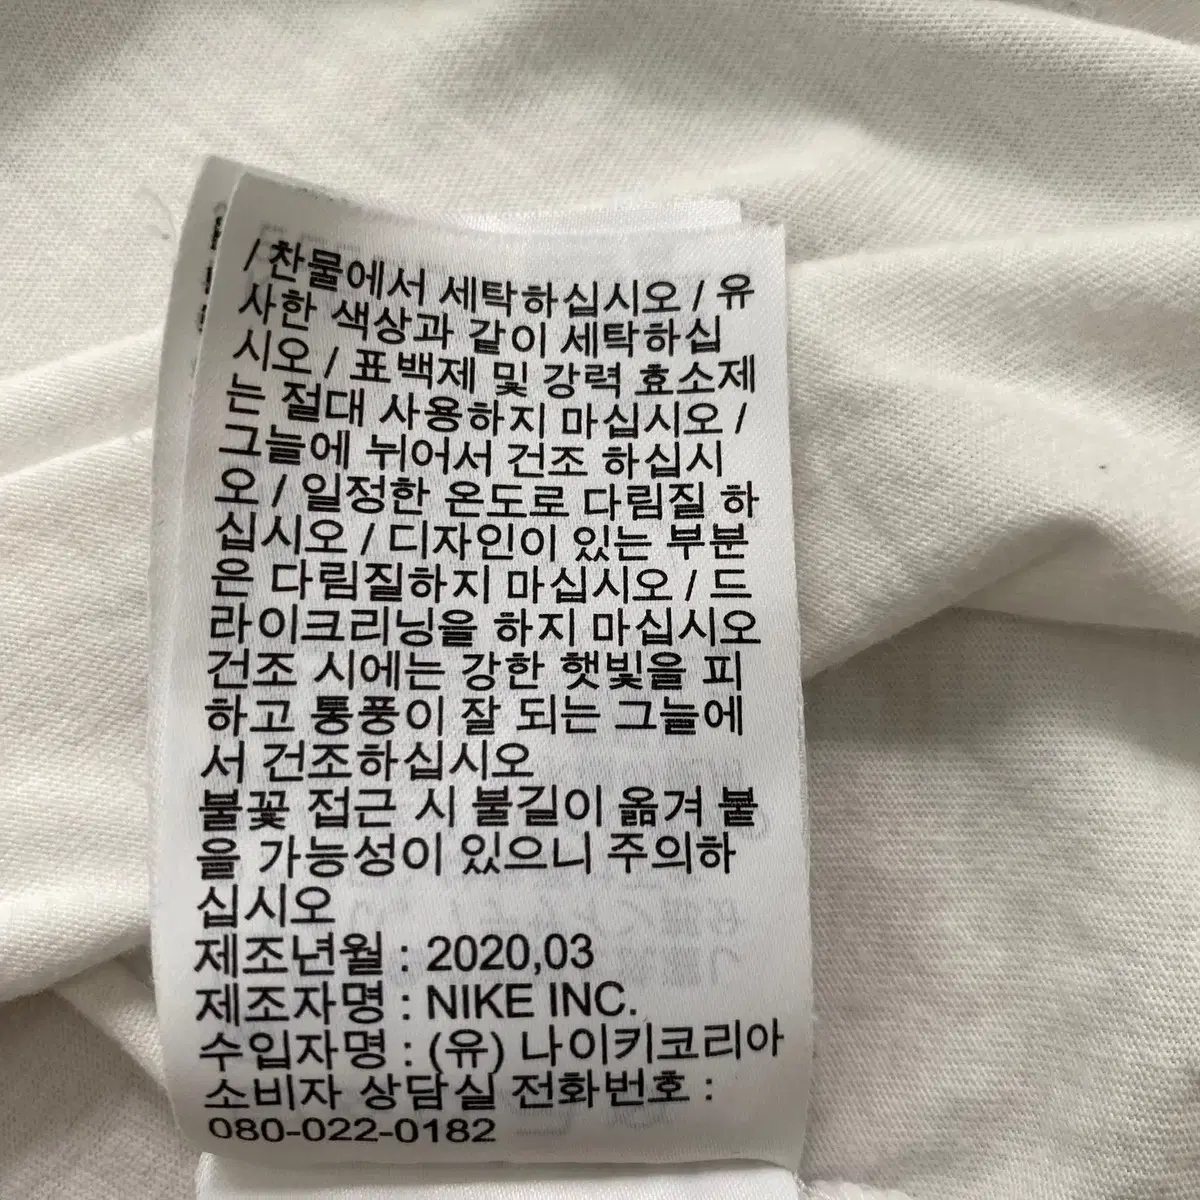 / 찬물에서 세탁하십시오 / 유
사한 색상과 같이 세탁하십
시오 / 표백제 및 강력 효소제
는 절대 사용하지 마십시오 /
그늘에 뉘어서 건조 하십시
오 / 일정한 온도로 다림질 하
십시오 / 디자인이 있는 부분
은 다림질하지 마십시오 / 드
라이크리닝을 하지 마십시오
건조 시에는 강한 햇빛을 피
하고 통풍이 잘 되는 그늘에
서 건조하십시오
불꽃 접근 시 불길이 옮겨 붙
을 가능성이 있으니 주의하
십시오
제조년월 : 2020,03
제조자명 : NIKE INC.
수입자명 : (유) 나이키코리아
소비자 상담실 전화번호 :
080-022-0182